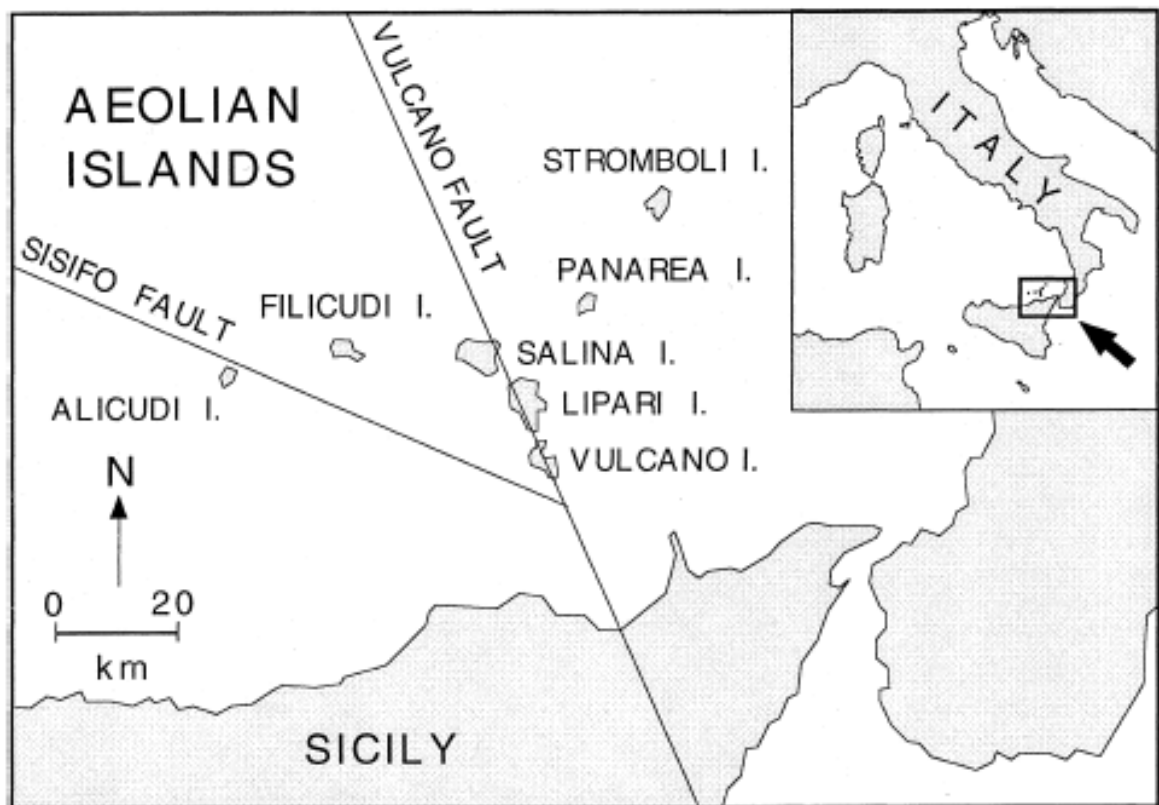 AEOLIAN
ISLANDS
VULCANO FAULT
STROMBOLI I.
SISIFO FAULT
PANAREA I.
FILICUDI I.
SALINA I.
ALICUDI I.
LIPARI I.
VULCANO I.
N
0 20
km
SICILY
ITALY